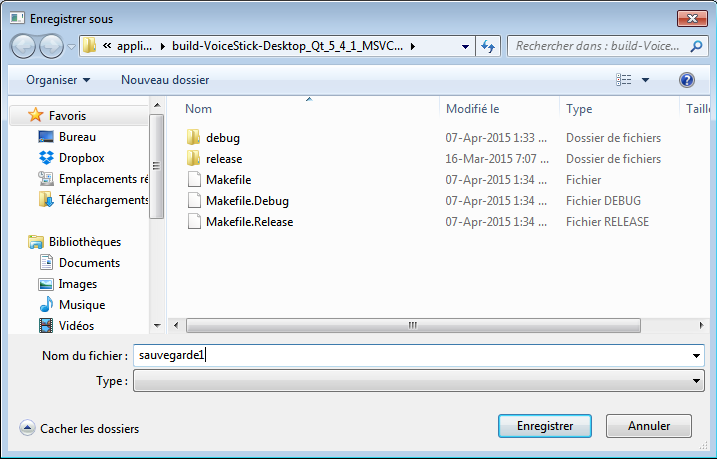 Enregistrer sous
« appli... ▸ build-VoiceStick-Desktop_Qt_5_4_1_MSVC... ▸
Rechercher dans : build-Voice...
Organiser
Nouveau dossier
Favoris
Bureau
Dropbox
Emplacements ré
Téléchargements
Bibliothèques
Documents
Images
Musique
Vidéos
Nom Modifié le Type Taille
debug 07-Apr-2015 1:33 ... Dossier de fichiers
release 16-Mar-2015 7:07 ... Dossier de fichiers
Makefile 07-Apr-2015 1:34 ... Fichier
Makefile.Debug 07-Apr-2015 1:34 ... Fichier DEBUG
Makefile.Release 07-Apr-2015 1:34 ... Fichier RELEASE
Nom du fichier : sauvegarde1
Type :
Cacher les dossiers
Enregistrer
Annuler